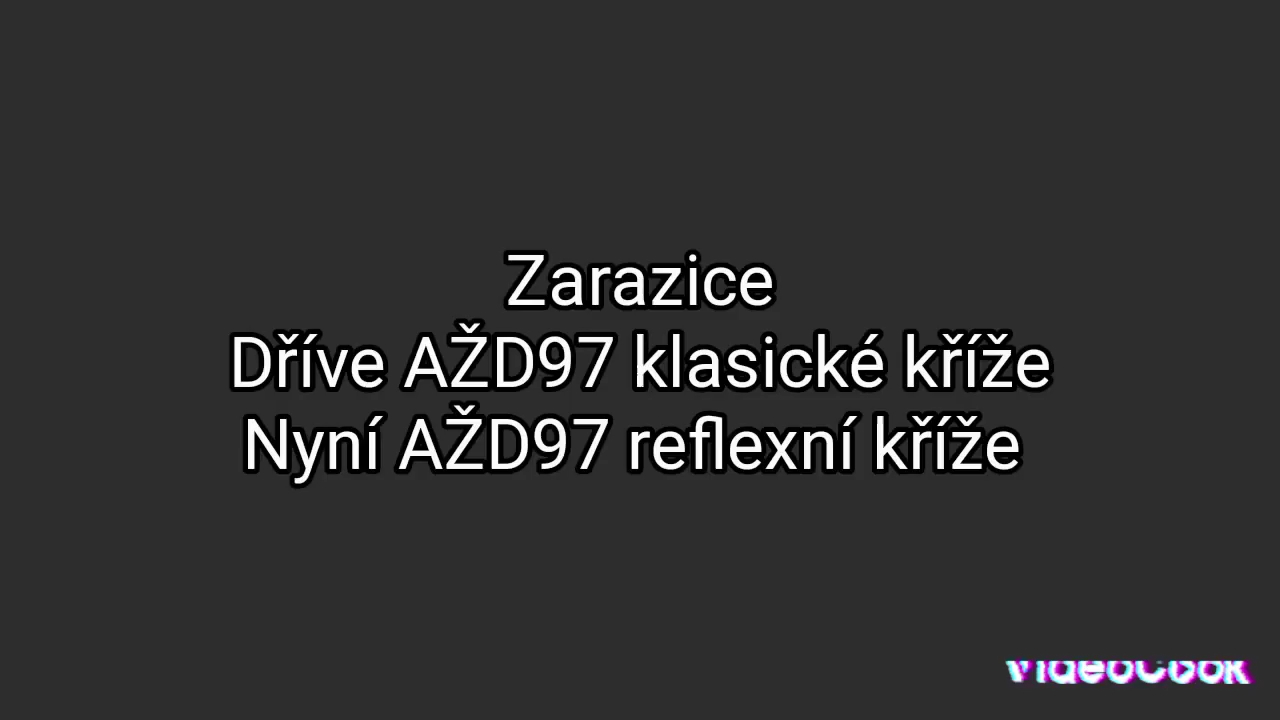 Zarazice
Dříve AŽD97 klasické kříže
Nyní AŽD97 reflexní kříže
VideoCook